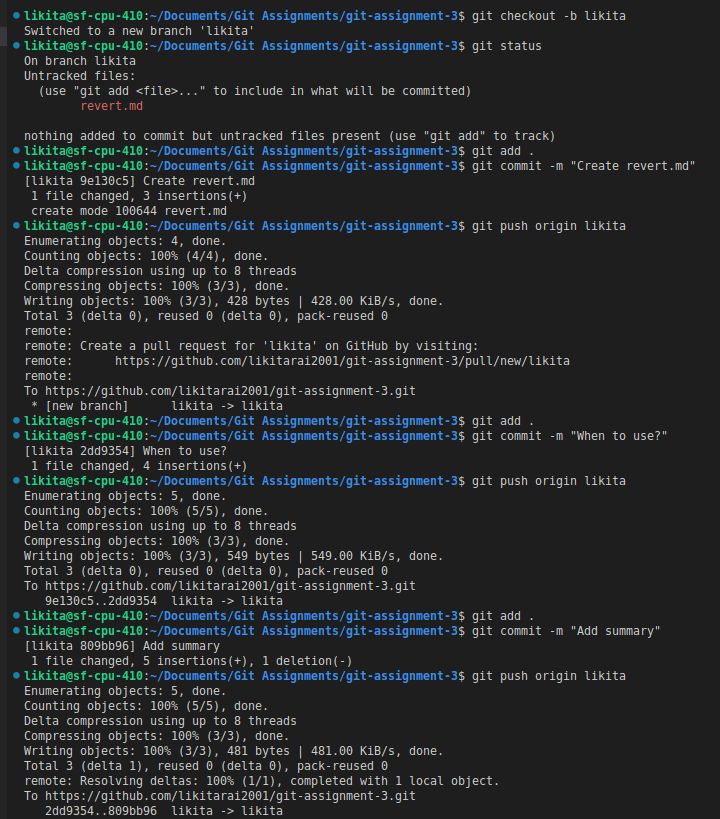 likita@sf-cpu-410:~/Documents/Git Assignments/git-assignment-3$ git checkout -b likita
Switched to a new branch 'likita'
likita@sf-cpu-410:~/Documents/Git Assignments/git-assignment-3$ git status
On branch likita
Untracked files:
  (use "git add <file>..." to include in what will be committed)
        revert.md

nothing added to commit but untracked files present (use "git add" to track)
likita@sf-cpu-410:~/Documents/Git Assignments/git-assignment-3$ git add .
likita@sf-cpu-410:~/Documents/Git Assignments/git-assignment-3$ git commit -m "Create revert.md"
[likita 9e130c5] Create revert.md
 1 file changed, 3 insertions(+)
 create mode 100644 revert.md
likita@sf-cpu-410:~/Documents/Git Assignments/git-assignment-3$ git push origin likita
Enumerating objects: 4, done.
Counting objects: 100% (4/4), done.
Delta compression using up to 8 threads
Compressing objects: 100% (3/3), done.
Writing objects: 100% (3/3), 428 bytes | 428.00 KiB/s, done.
Total 3 (delta 0), reused 0 (delta 0), pack-reused 0
remote:
remote: Create a pull request for 'likita' on GitHub by visiting:
remote:      https://github.com/likitarai2001/git-assignment-3/pull/new/likita
remote:
To https://github.com/likitarai2001/git-assignment-3.git
 * [new branch]      likita -> likita
likita@sf-cpu-410:~/Documents/Git Assignments/git-assignment-3$ git add .
likita@sf-cpu-410:~/Documents/Git Assignments/git-assignment-3$ git commit -m "When to use?"
[likita 2dd9354] When to use?
 1 file changed, 4 insertions(+)
likita@sf-cpu-410:~/Documents/Git Assignments/git-assignment-3$ git push origin likita
Enumerating objects: 5, done.
Counting objects: 100% (5/5), done.
Delta compression using up to 8 threads
Compressing objects: 100% (3/3), done.
Writing objects: 100% (3/3), 549 bytes | 549.00 KiB/s, done.
Total 3 (delta 0), reused 0 (delta 0), pack-reused 0
To https://github.com/likitarai2001/git-assignment-3.git
   9e130c5..2dd9354  likita -> likita
likita@sf-cpu-410:~/Documents/Git Assignments/git-assignment-3$ git add .
likita@sf-cpu-410:~/Documents/Git Assignments/git-assignment-3$ git commit -m "Add summary"
[likita 809bb96] Add summary
 1 file changed, 5 insertions(+), 1 deletion(-)
likita@sf-cpu-410:~/Documents/Git Assignments/git-assignment-3$ git push origin likita
Enumerating objects: 5, done.
Counting objects: 100% (5/5), done.
Delta compression using up to 8 threads
Compressing objects: 100% (3/3), done.
Writing objects: 100% (3/3), 481 bytes | 481.00 KiB/s, done.
Total 3 (delta 1), reused 0 (delta 0), pack-reused 0
remote: Resolving deltas: 100% (1/1), completed with 1 local object.
To https://github.com/likitarai2001/git-assignment-3.git
   2dd9354..809bb96  likita -> likita